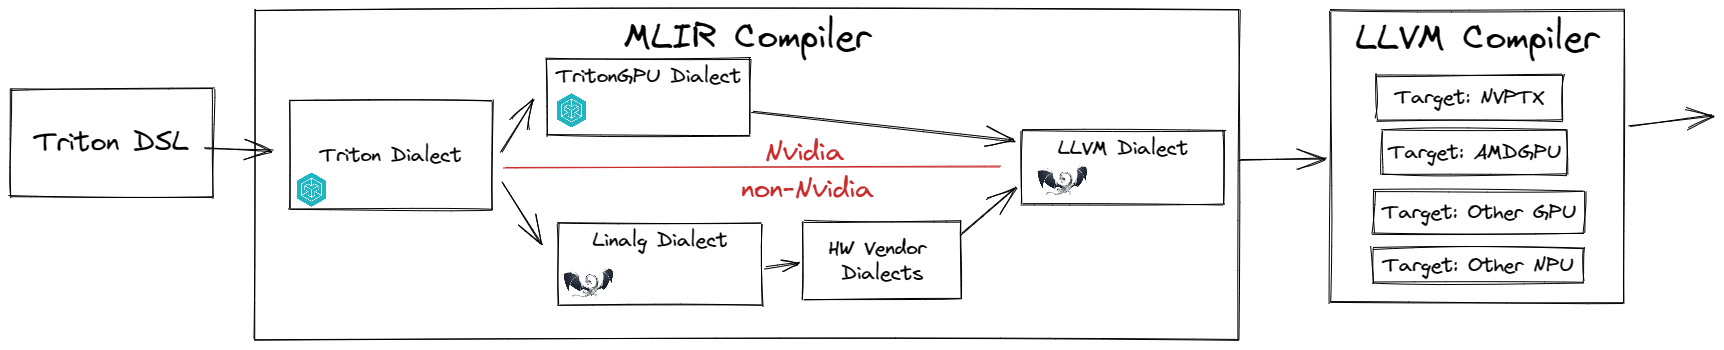 MLIR Compiler
LLVM Compiler
Triton DSL
Triton Dialect
TritonGPU Dialect
Nvidia
non-Nvidia
Linalg Dialect
HW Vendor
Dialects
LLVM Dialect
Target: NVPTX
Target: AMDGPU
Target: Other GPU
Target: Other NPU